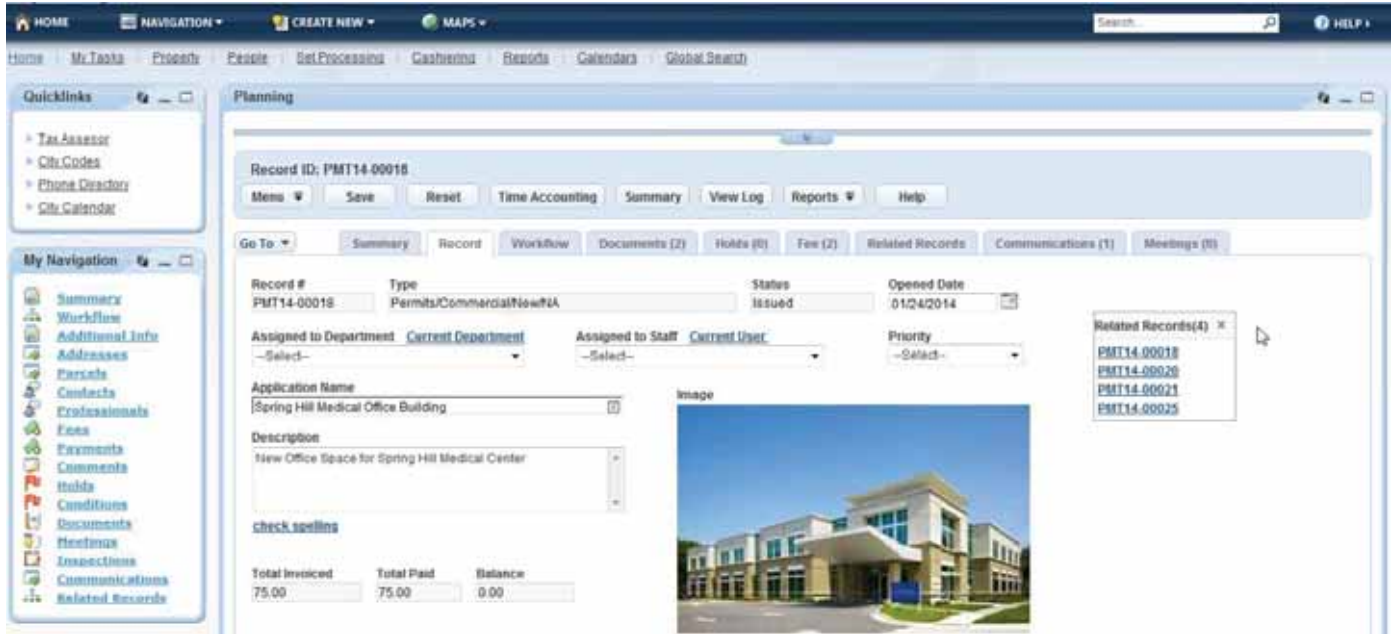 HOME NAVIGATION CREATE NEW MAPS Search... HELP
Home My Tasks Property People Set Processing Cashiering Reports Calendars Global Search
Quicklinks
Tax Assessor
City Codes
Phone Directory
City Calendar
My Navigation
Summary
Workflow
Additional Info
Addresses
Parcels
Contacts
Professionals
Fees
Payments
Comments
Holds
Conditions
Documents
Meetings
Inspections
Communications
Related Records
Planning
Record ID: PMT14-00018
Menu Save Reset Time Accounting Summary View Log Reports Help
Go To Summary Record Workflow Documents (2) Holds (0) Fee (2) Related Records Communications (1) Meetings (0)
Record # Type Status Opened Date
PMT14-00018 Permits/Commercial/New/NA Issued 01/24/2014
Assigned to Department Current Department Assigned to Staff Current User Priority
--Select-- --Select-- --Select--
Application Name
Spring Hill Medical Office Building
Description
New Office Space for Spring Hill Medical Center
check spelling
Total Invoiced Total Paid Balance
75.00 75.00 0.00
Image
Related Records(4) ×
PMT14-00018
PMT14-00020
PMT14-00021
PMT14-00025